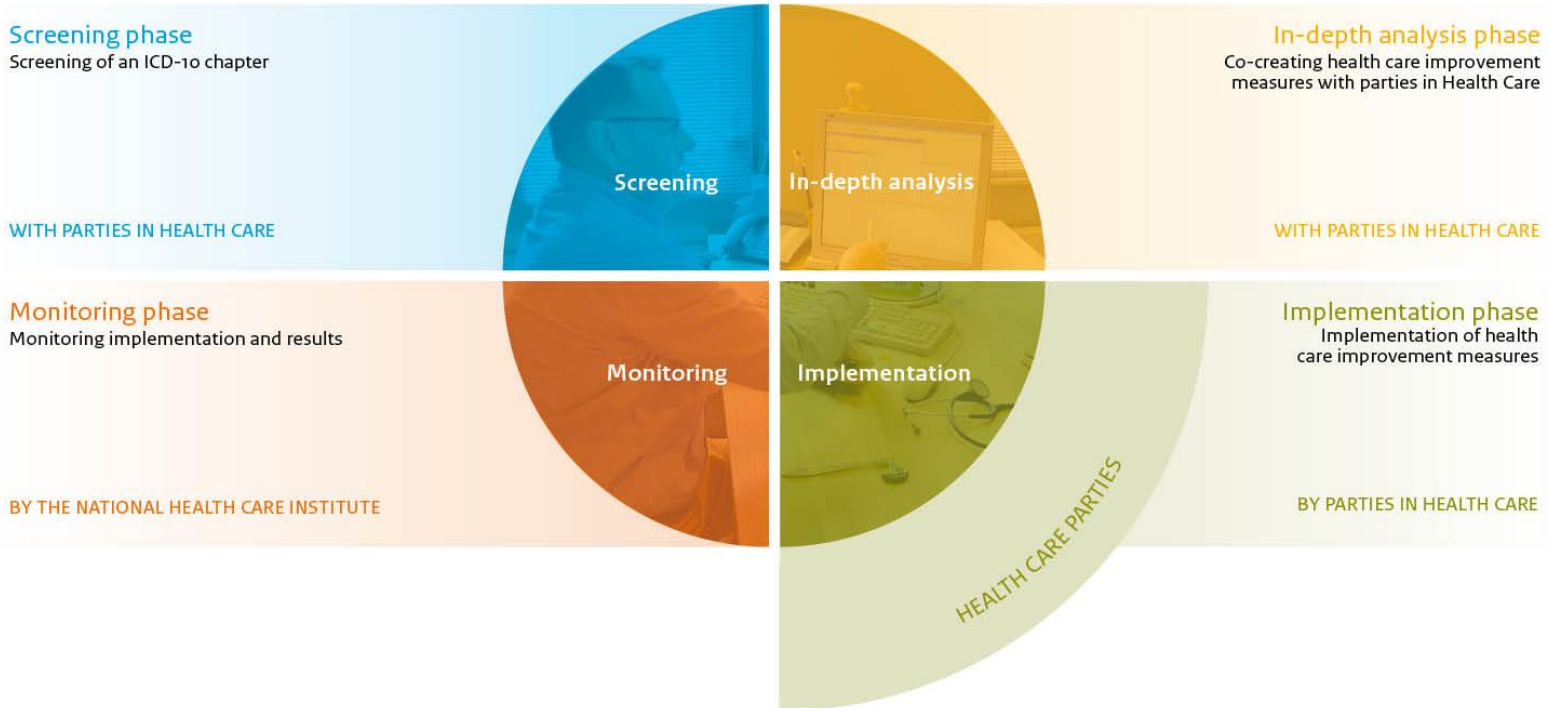 Screening phase
Screening of an ICD-10 chapter
WITH PARTIES IN HEALTH CARE
Screening
In-depth analysis
In-depth analysis phase
Co-creating health care improvement
measures with parties in Health Care
WITH PARTIES IN HEALTH CARE
Monitoring phase
Monitoring implementation and results
BY THE NATIONAL HEALTH CARE INSTITUTE
Monitoring
Implementation
Implementation phase
Implementation of health
care improvement measures
BY PARTIES IN HEALTH CARE
HEALTH CARE PARTIES